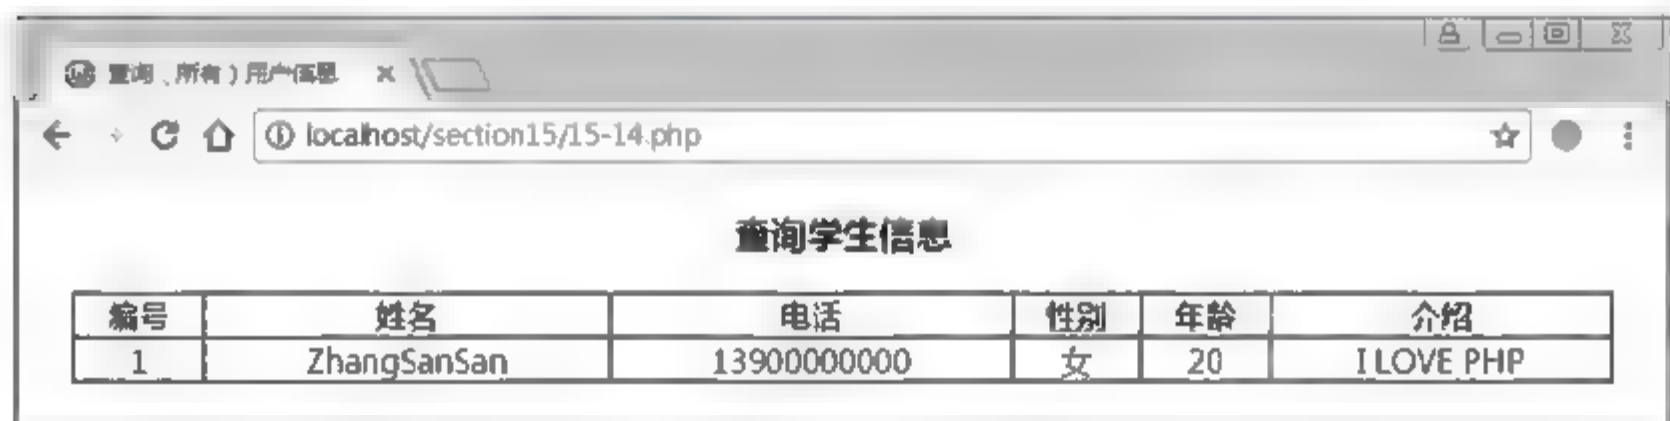 查询（所有）用户信息
localhost/section15/15-14.php
查询学生信息
编号 姓名 电话 性别 年龄 介绍
1 ZhangSanSan 13900000000 女 20 I LOVE PHP